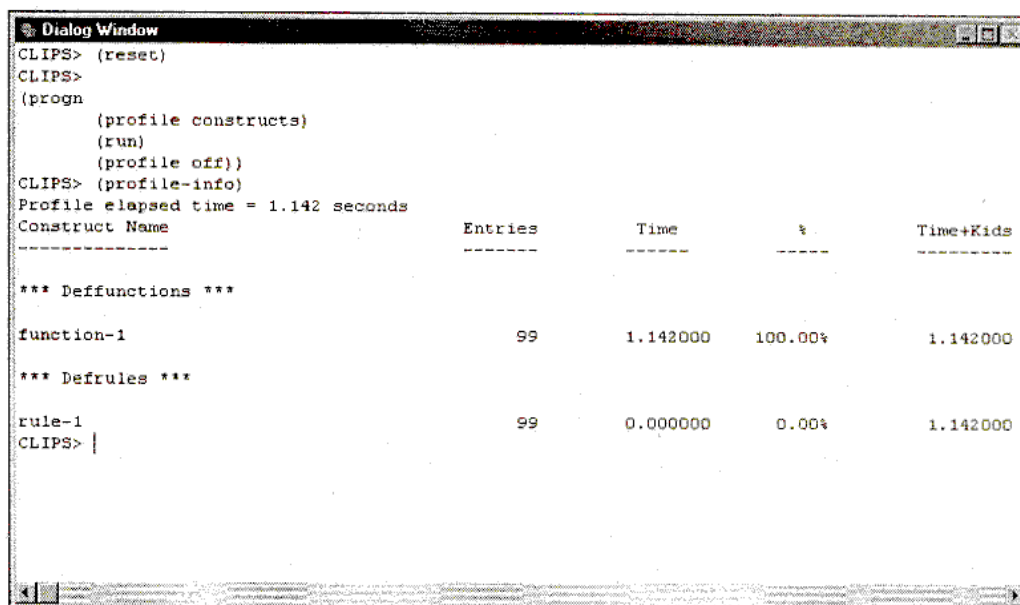 Dialog Window
CLIPS> (reset)
CLIPS>
(progn
(profile constructs)
(run)
(profile off))
CLIPS> (profile-info)
Profile elapsed time = 1.142 seconds
Construct Name Entries Time % Time+Kids
-------------- ------- ------ ----- ---------
*** Deffunctions ***
function-1 99 1.142000 100.00% 1.142000
*** Defrules ***
rule-1 99 0.000000 0.00% 1.142000
CLIPS>